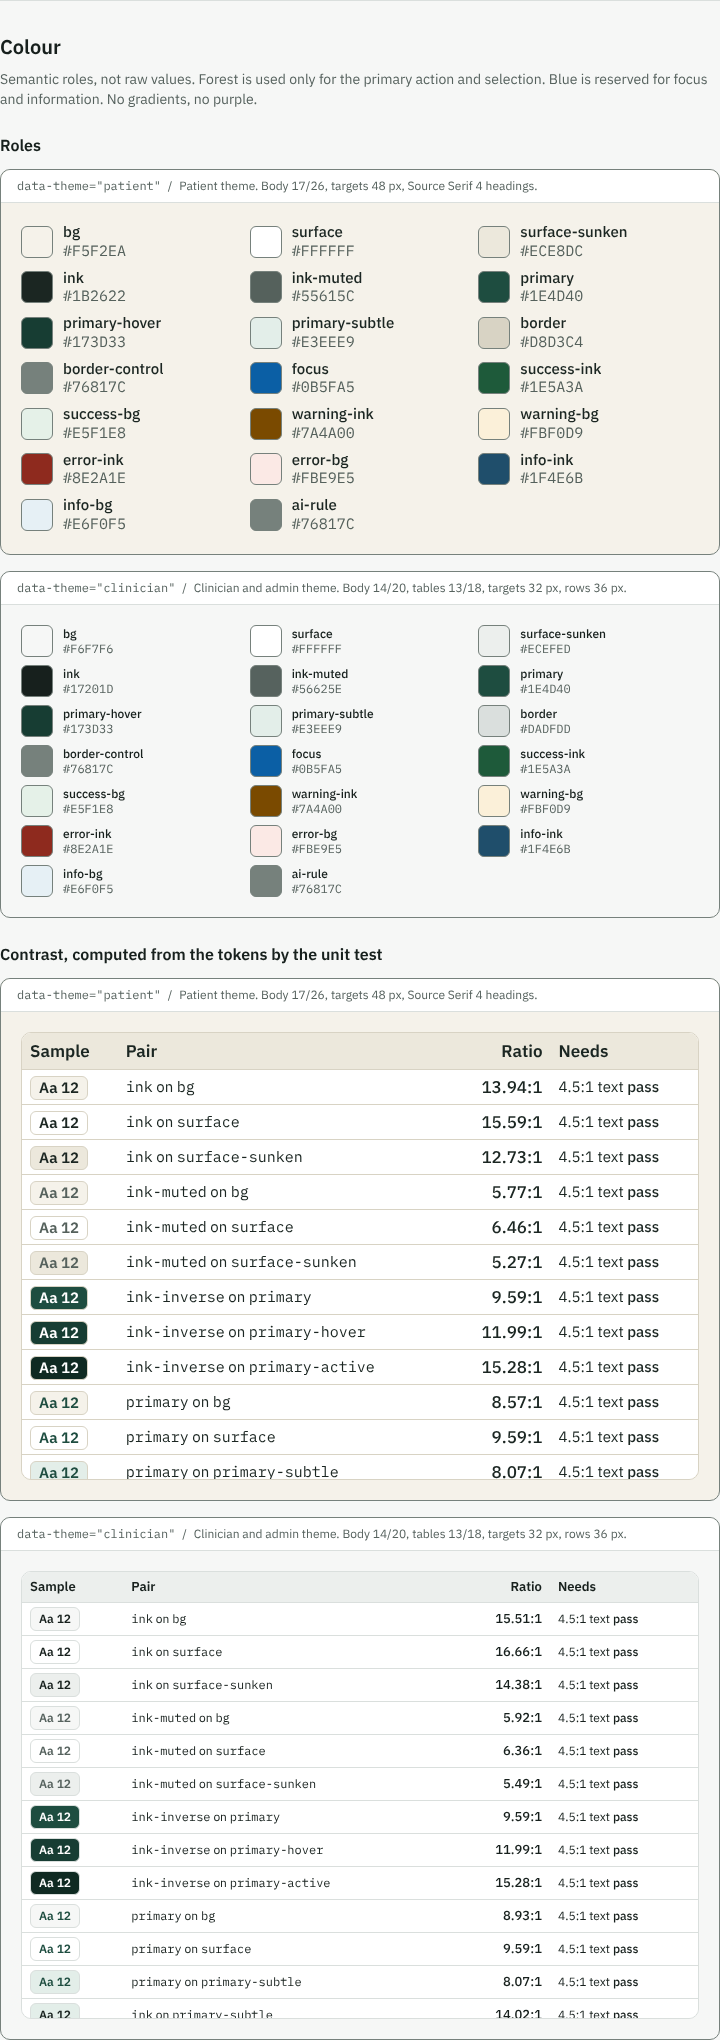 Colour
Semantic roles, not raw values. Forest is used only for the primary action and selection. Blue is reserved for focus
and information. No gradients, no purple.
Roles
data-theme="patient" / Patient theme. Body 17/26, targets 48 px, Source Serif 4 headings.
bg surface surface-sunken
#F5F2EA #FFFFFF #ECE8DC
ink ink-muted primary
#1B2622 #55615C #1E4D40
primary-hover primary-subtle border
#173D33 #E3EEE9 #D8D3C4
border-control focus success-ink
#76817C #0B5FA5 #1E5A3A
success-bg warning-ink warning-bg
#E5F1E8 #7A4A00 #FBF0D9
error-ink error-bg info-ink
#8E2A1E #FBE9E5 #1F4E6B
info-bg ai-rule
#E6F0F5 #76817C
data-theme="clinician" / Clinician and admin theme. Body 14/20, tables 13/18, targets 32 px, rows 36 px.
bg surface surface-sunken
#F6F7F6 #FFFFFF #ECEFED
ink ink-muted primary
#17201D #56625E #1E4D40
primary-hover primary-subtle border
#173D33 #E3EEE9 #DADFDD
border-control focus success-ink
#76817C #0B5FA5 #1E5A3A
success-bg warning-ink warning-bg
#E5F1E8 #7A4A00 #FBF0D9
error-ink error-bg info-ink
#8E2A1E #FBE9E5 #1F4E6B
info-bg ai-rule
#E6F0F5 #76817C
Contrast, computed from the tokens by the unit test
data-theme="patient" / Patient theme. Body 17/26, targets 48 px, Source Serif 4 headings.
Sample Pair Ratio Needs
Aa 12 ink on bg 13.94:1 4.5:1 text pass
Aa 12 ink on surface 15.59:1 4.5:1 text pass
Aa 12 ink on surface-sunken 12.73:1 4.5:1 text pass
Aa 12 ink-muted on bg 5.77:1 4.5:1 text pass
Aa 12 ink-muted on surface 6.46:1 4.5:1 text pass
Aa 12 ink-muted on surface-sunken 5.27:1 4.5:1 text pass
Aa 12 ink-inverse on primary 9.59:1 4.5:1 text pass
Aa 12 ink-inverse on primary-hover 11.99:1 4.5:1 text pass
Aa 12 ink-inverse on primary-active 15.28:1 4.5:1 text pass
Aa 12 primary on bg 8.57:1 4.5:1 text pass
Aa 12 primary on surface 9.59:1 4.5:1 text pass
Aa 12 primary on primary-subtle 8.07:1 4.5:1 text pass
data-theme="clinician" / Clinician and admin theme. Body 14/20, tables 13/18, targets 32 px, rows 36 px.
Sample Pair Ratio Needs
Aa 12 ink on bg 15.51:1 4.5:1 text pass
Aa 12 ink on surface 16.66:1 4.5:1 text pass
Aa 12 ink on surface-sunken 14.38:1 4.5:1 text pass
Aa 12 ink-muted on bg 5.92:1 4.5:1 text pass
Aa 12 ink-muted on surface 6.36:1 4.5:1 text pass
Aa 12 ink-muted on surface-sunken 5.49:1 4.5:1 text pass
Aa 12 ink-inverse on primary 9.59:1 4.5:1 text pass
Aa 12 ink-inverse on primary-hover 11.99:1 4.5:1 text pass
Aa 12 ink-inverse on primary-active 15.28:1 4.5:1 text pass
Aa 12 primary on bg 8.93:1 4.5:1 text pass
Aa 12 primary on surface 9.59:1 4.5:1 text pass
Aa 12 primary on primary-subtle 8.07:1 4.5:1 text pass
Aa 12 ink on primary-subtle 14.02:1 4.5:1 text pass